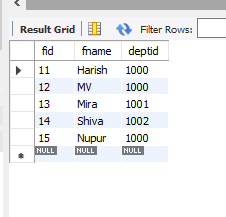 Result Grid Filter Rows:
fid fname deptid
11 Harish 1000
12 MV 1000
13 Mira 1001
14 Shiva 1002
15 Nupur 1000
NULL NULL NULL